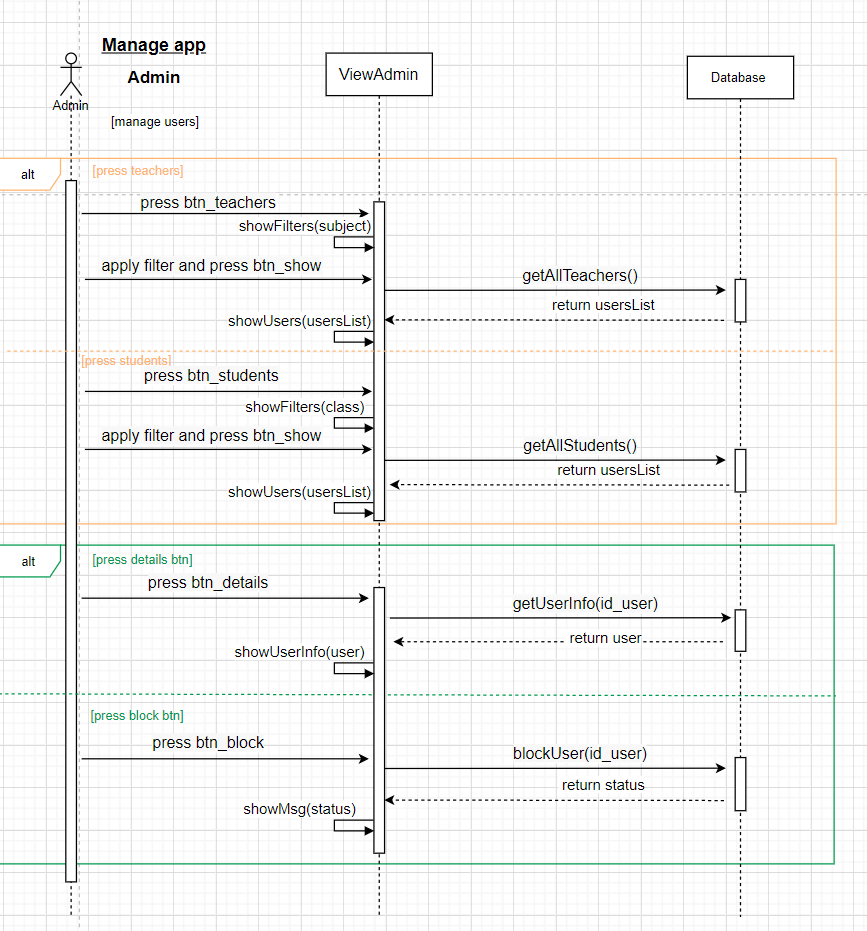 Manage app
Admin
ViewAdmin
Database
Admin
[manage users]
alt
[press teachers]
press btn_teachers
showFilters(subject)
apply filter and press btn_show
getAllTeachers()
return usersList
showUsers(usersList)
[press students]
press btn_students
showFilters(class)
apply filter and press btn_show
getAllStudents()
return usersList
showUsers(usersList)
alt
[press details btn]
press btn_details
getUserInfo(id_user)
return user
showUserInfo(user)
[press block btn]
press btn_block
blockUser(id_user)
return status
showMsg(status)